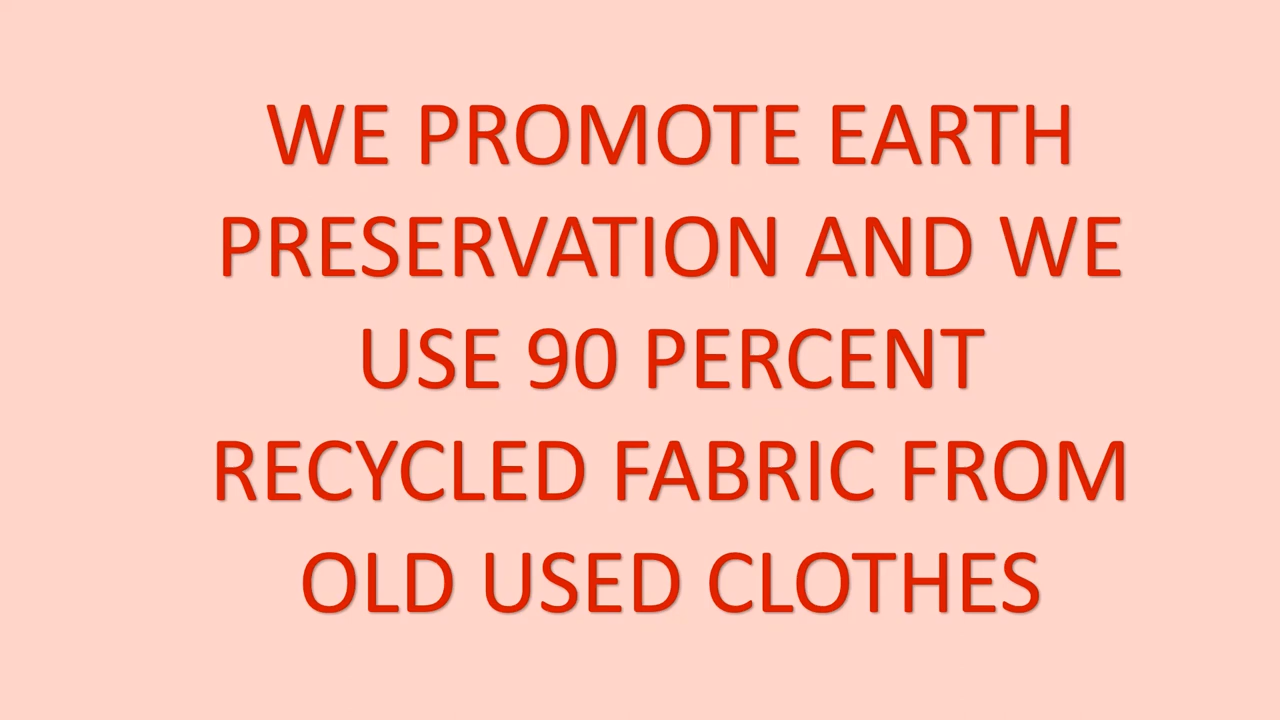 WE PROMOTE EARTH
PRESERVATION AND WE
USE 90 PERCENT
RECYCLED FABRIC FROM
OLD USED CLOTHES